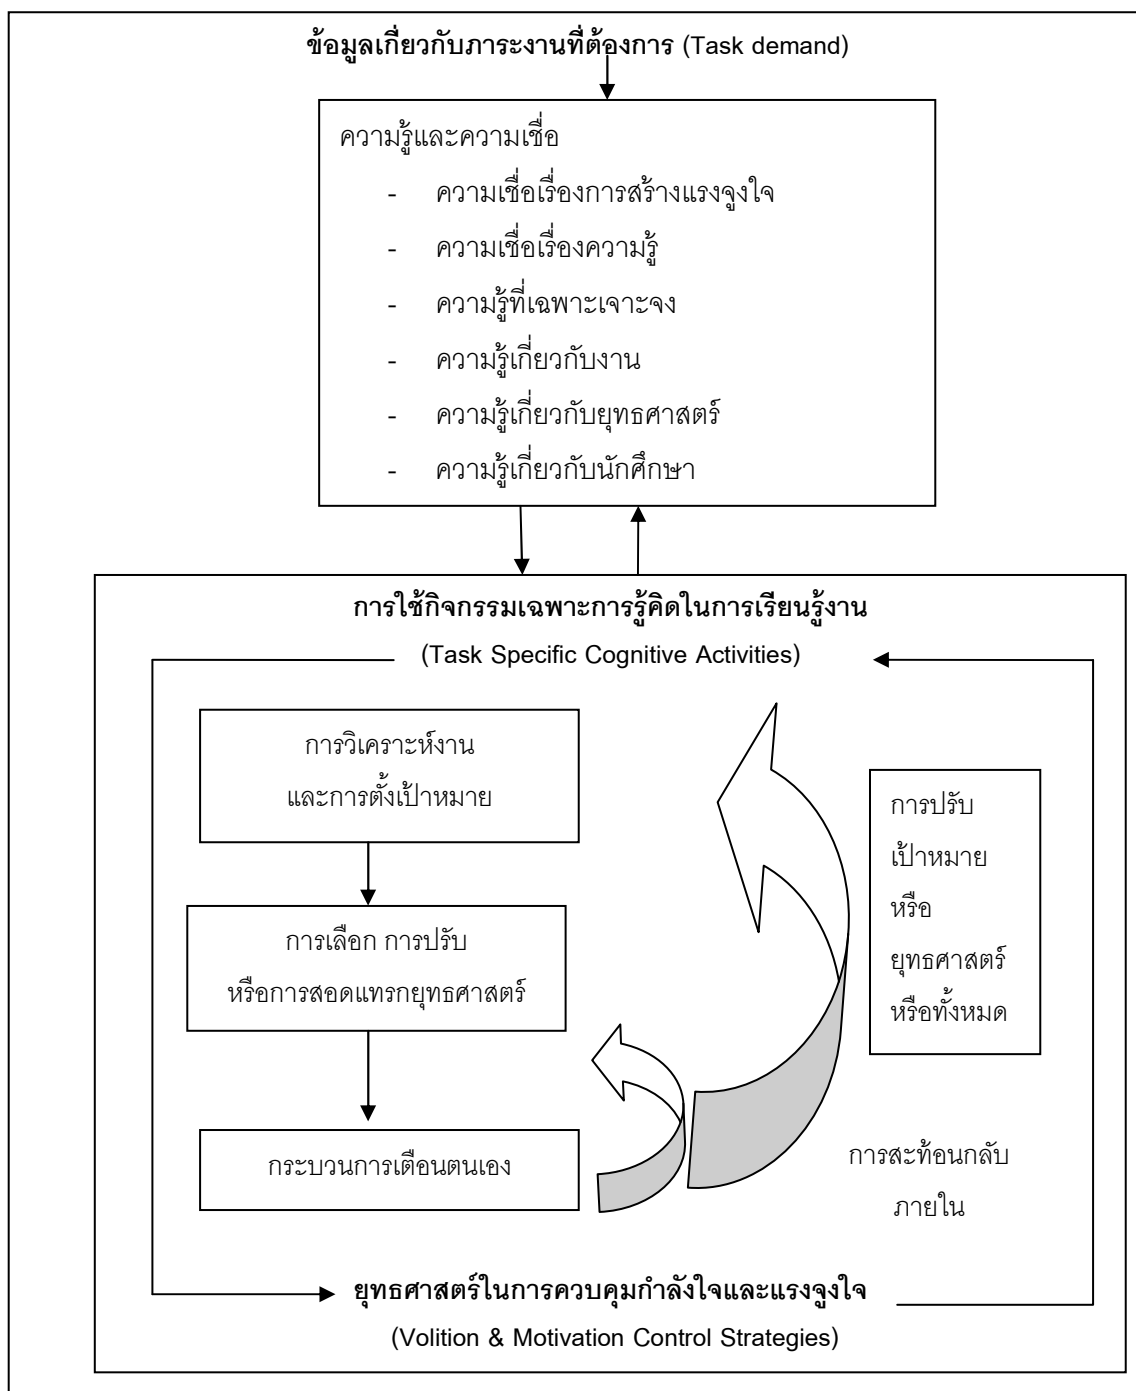 ข้อมูลเกี่ยวกับภาระงานที่ต้องการ (Task demand)
ความรู้และความเชื่อ
- ความเชื่อเรื่องการสร้างแรงจูงใจ
- ความเชื่อเรื่องความรู้
- ความรู้ที่เฉพาะเจาะจง
- ความรู้เกี่ยวกับงาน
- ความรู้เกี่ยวกับยุทธศาสตร์
- ความรู้เกี่ยวกับนักศึกษา
การใช้กิจกรรมเฉพาะการรู้คิดในการเรียนรู้งาน
(Task Specific Cognitive Activities)
การวิเคราะห์งาน
และการตั้งเป้าหมาย
การเลือก การปรับ
หรือการสอดแทรกยุทธศาสตร์
กระบวนการเตือนตนเอง
การปรับ
เป้าหมาย
หรือ
ยุทธศาสตร์
หรือทั้งหมด
การสะท้อนกลับ
ภายใน
ยุทธศาสตร์ในการควบคุมกำลังใจและแรงจูงใจ
(Volition & Motivation Control Strategies)